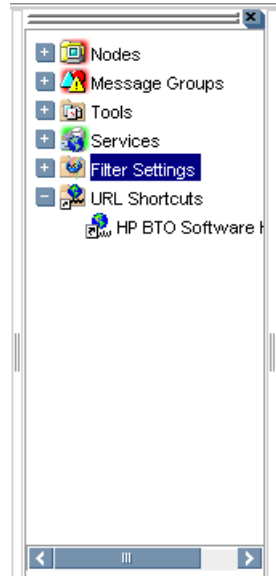 Nodes
Message Groups
Tools
Services
Filter Settings
URL Shortcuts
HP BTO Software